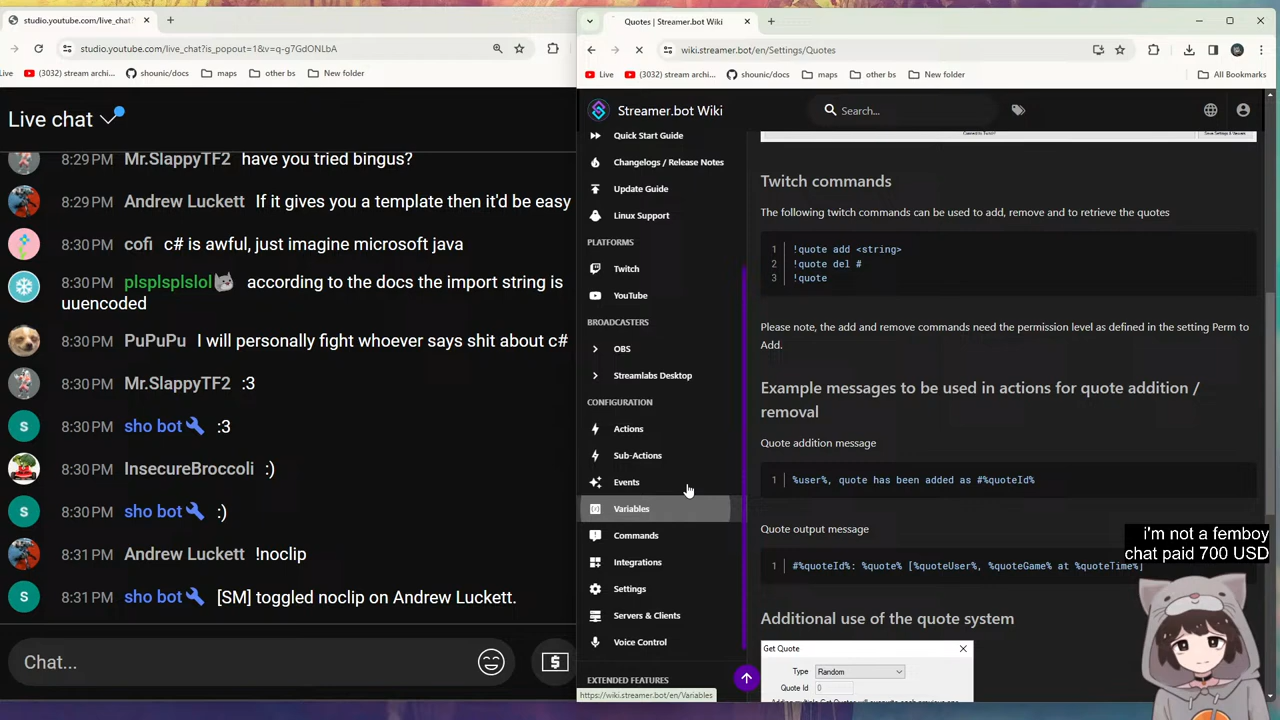 studio.youtube.com/live_chat?
studio.youtube.com/live_chat?is_popout=1&v=q-g7GdONLbA
Live
(3032) stream archi...
shounic/docs
maps
other bs
New folder
Live chat
8:29 PM Mr.SlappyTF2 have you tried bingus?
8:29 PM Andrew Luckett If it gives you a template then it'd be easy
8:30 PM cofi c# is awful, just imagine microsoft java
8:30 PM plsplsplslol according to the docs the import string is
uuencoded
8:30 PM PuPuPu I will personally fight whoever says shit about c#
8:30 PM Mr.SlappyTF2 :3
S 8:30 PM sho bot :3
8:30 PM InsecureBroccoli :)
S 8:30 PM sho bot :)
8:31 PM Andrew Luckett !noclip
S 8:31 PM sho bot [SM] toggled noclip on Andrew Luckett.
Chat...
Quotes | Streamer.bot Wiki
wiki.streamer.bot/en/Settings/Quotes
Live
(3032) stream archi...
shounic/docs
maps
other bs
New folder
All Bookmarks
Streamer.bot Wiki
Search...
Quick Start Guide
Changelogs / Release Notes
Update Guide
Linux Support
PLATFORMS
Twitch
YouTube
BROADCASTERS
OBS
Streamlabs Desktop
CONFIGURATION
Actions
Sub-Actions
Events
Variables
Commands
Integrations
Settings
Servers & Clients
Voice Control
EXTENDED FEATURES
https://wiki.streamer.bot/en/Variables
Twitch commands
The following twitch commands can be used to add, remove and to retrieve the quotes
1 !quote add <string>
2 !quote del #
3 !quote
Please note, the add and remove commands need the permission level as defined in the setting Perm to
Add.
Example messages to be used in actions for quote addition /
removal
Quote addition message
1 %user%, quote has been added as #%quoteId%
Quote output message
1 #%quoteId%: %quote% [%quoteUser%, %quoteGame% at %quoteTime%]
Additional use of the quote system
Get Quote
Type Random
Quote Id 0
i'm not a femboy
chat paid 700 USD